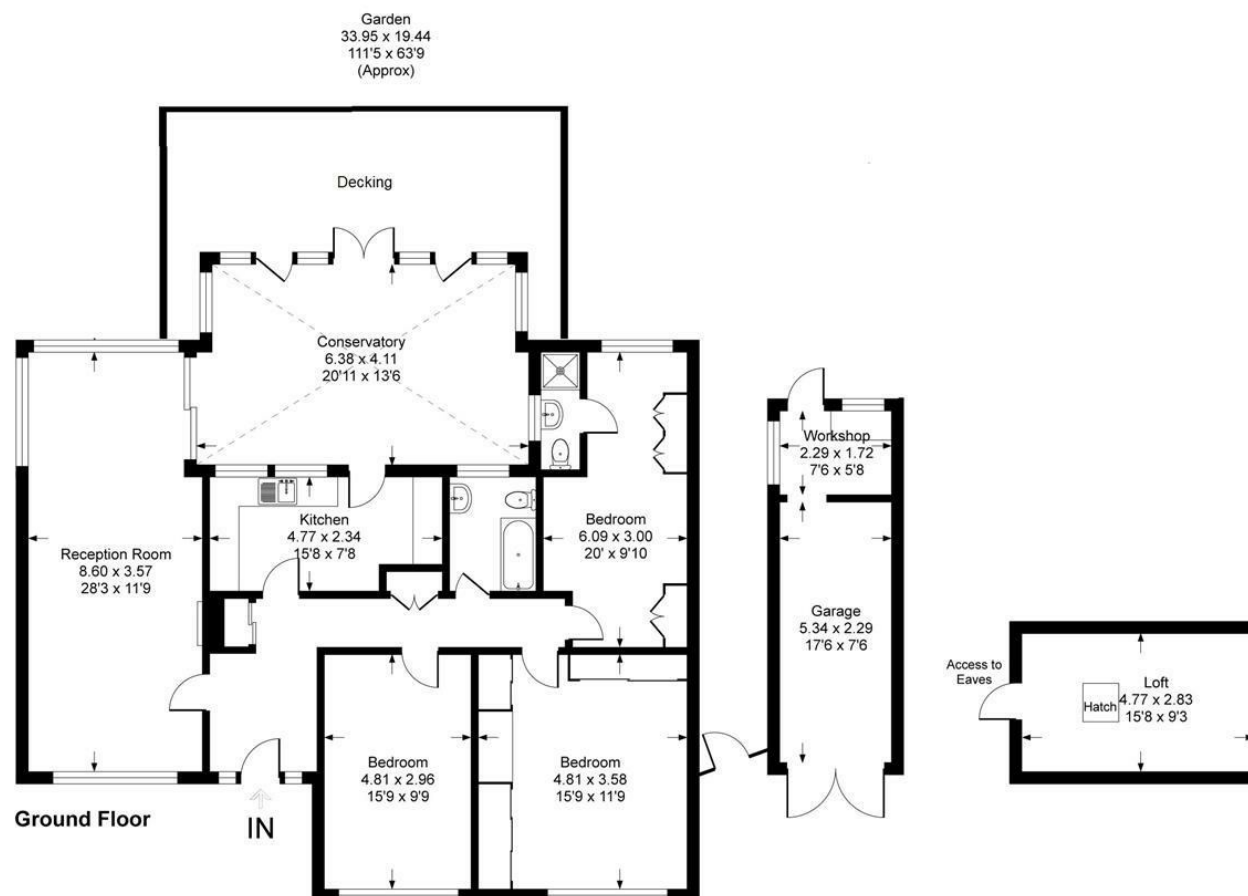 Garden
33.95 x 19.44
111'5 x 63'9
(Approx)
Decking
Conservatory
6.38 x 4.11
20'11 x 13'6
Workshop
2.29 x 1.72
7'6 x 5'8
Kitchen
4.77 x 2.34
15'8 x 7'8
Bedroom
6.09 x 3.00
20' x 9'10
Reception Room
8.60 x 3.57
28'3 x 11'9
Garage
5.34 x 2.29
17'6 x 7'6
Access to
Eaves
Hatch
Loft
4.77 x 2.83
15'8 x 9'3
Bedroom
4.81 x 2.96
15'9 x 9'9
Bedroom
4.81 x 3.58
15'9 x 11'9
Ground Floor
IN